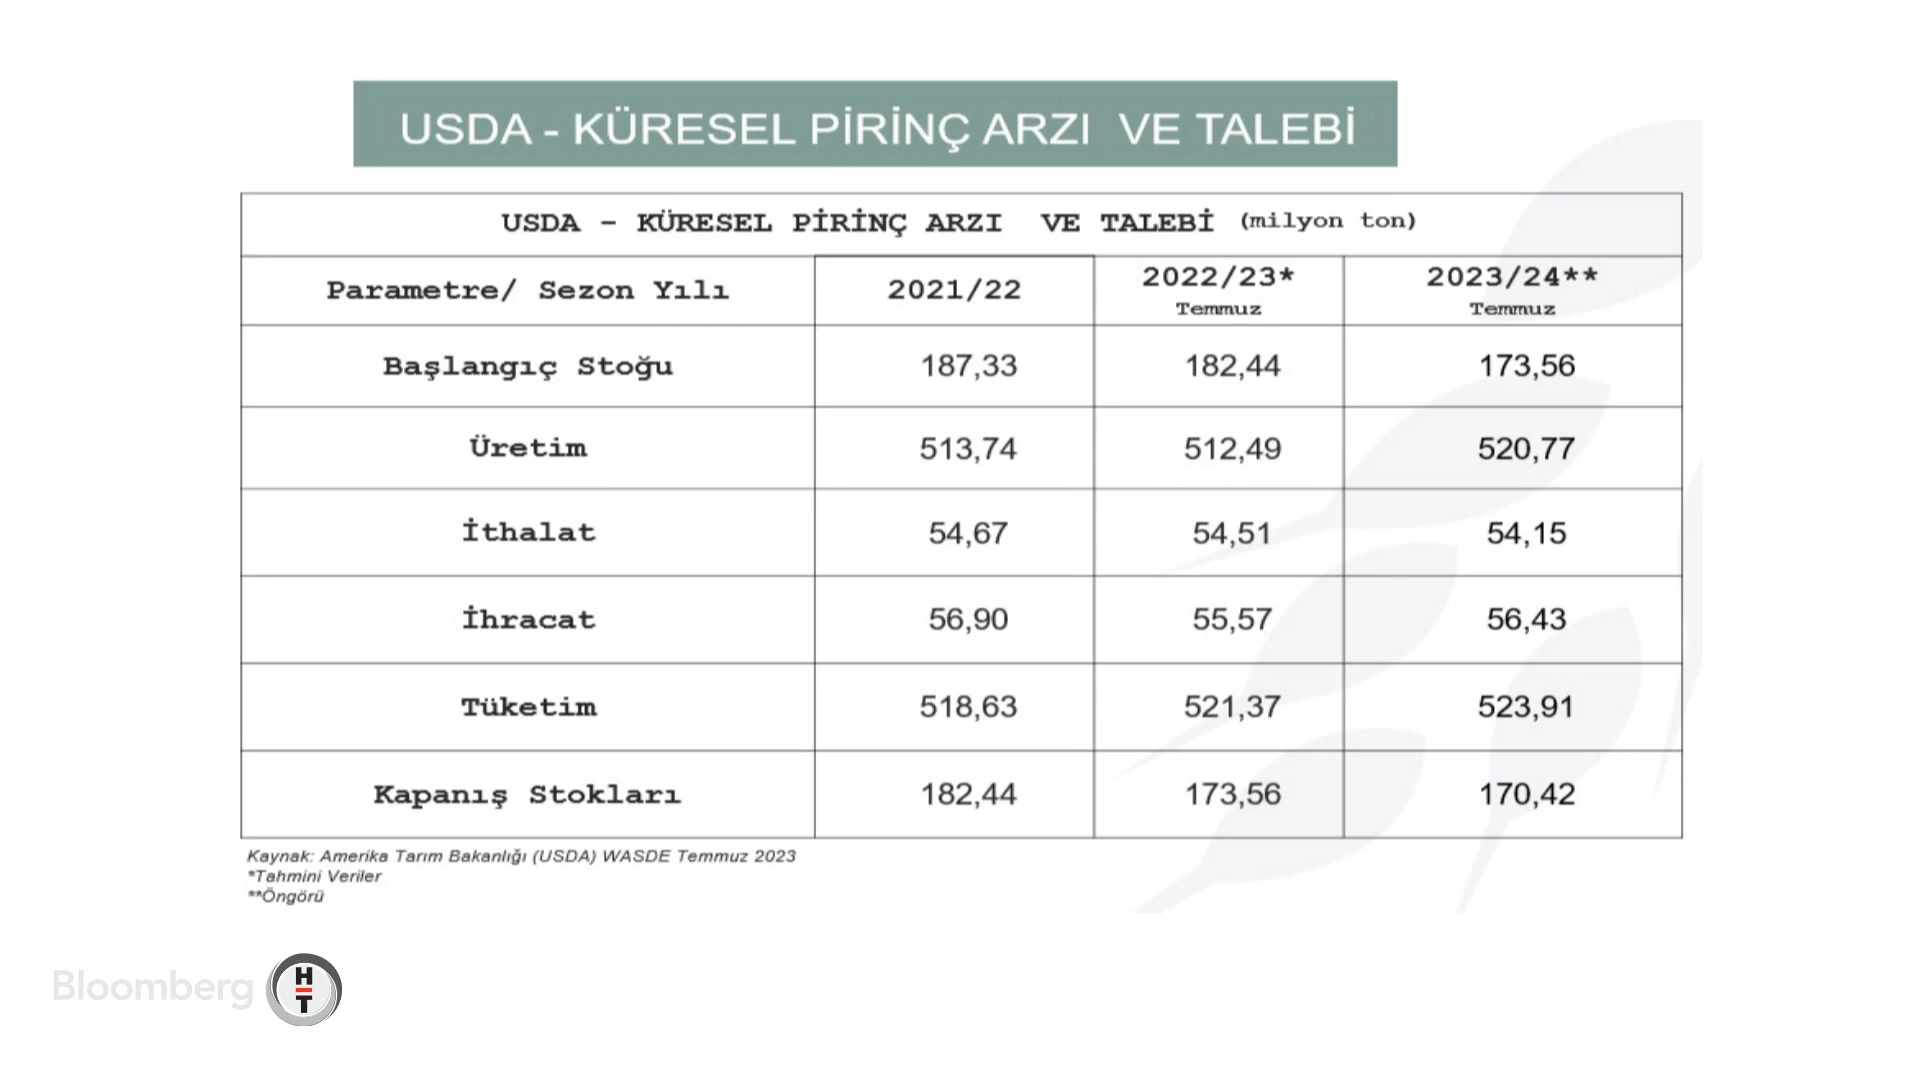 USDA - KÜRESEL PİRİNÇ ARZI VE TALEBİ
USDA - KÜRESEL PİRİNÇ ARZI VE TALEBİ (milyon ton)
Parametre/ Sezon Yılı 2021/22 2022/23* Temmuz 2023/24** Temmuz
Başlangıç Stoğu 187,33 182,44 173,56
Üretim 513,74 512,49 520,77
İthalat 54,67 54,51 54,15
İhracat 56,90 55,57 56,43
Tüketim 518,63 521,37 523,91
Kapanış Stokları 182,44 173,56 170,42
Kaynak: Amerika Tarım Bakanlığı (USDA) WASDE Temmuz 2023
*Tahmini Veriler
**Öngörü
Bloomberg HT